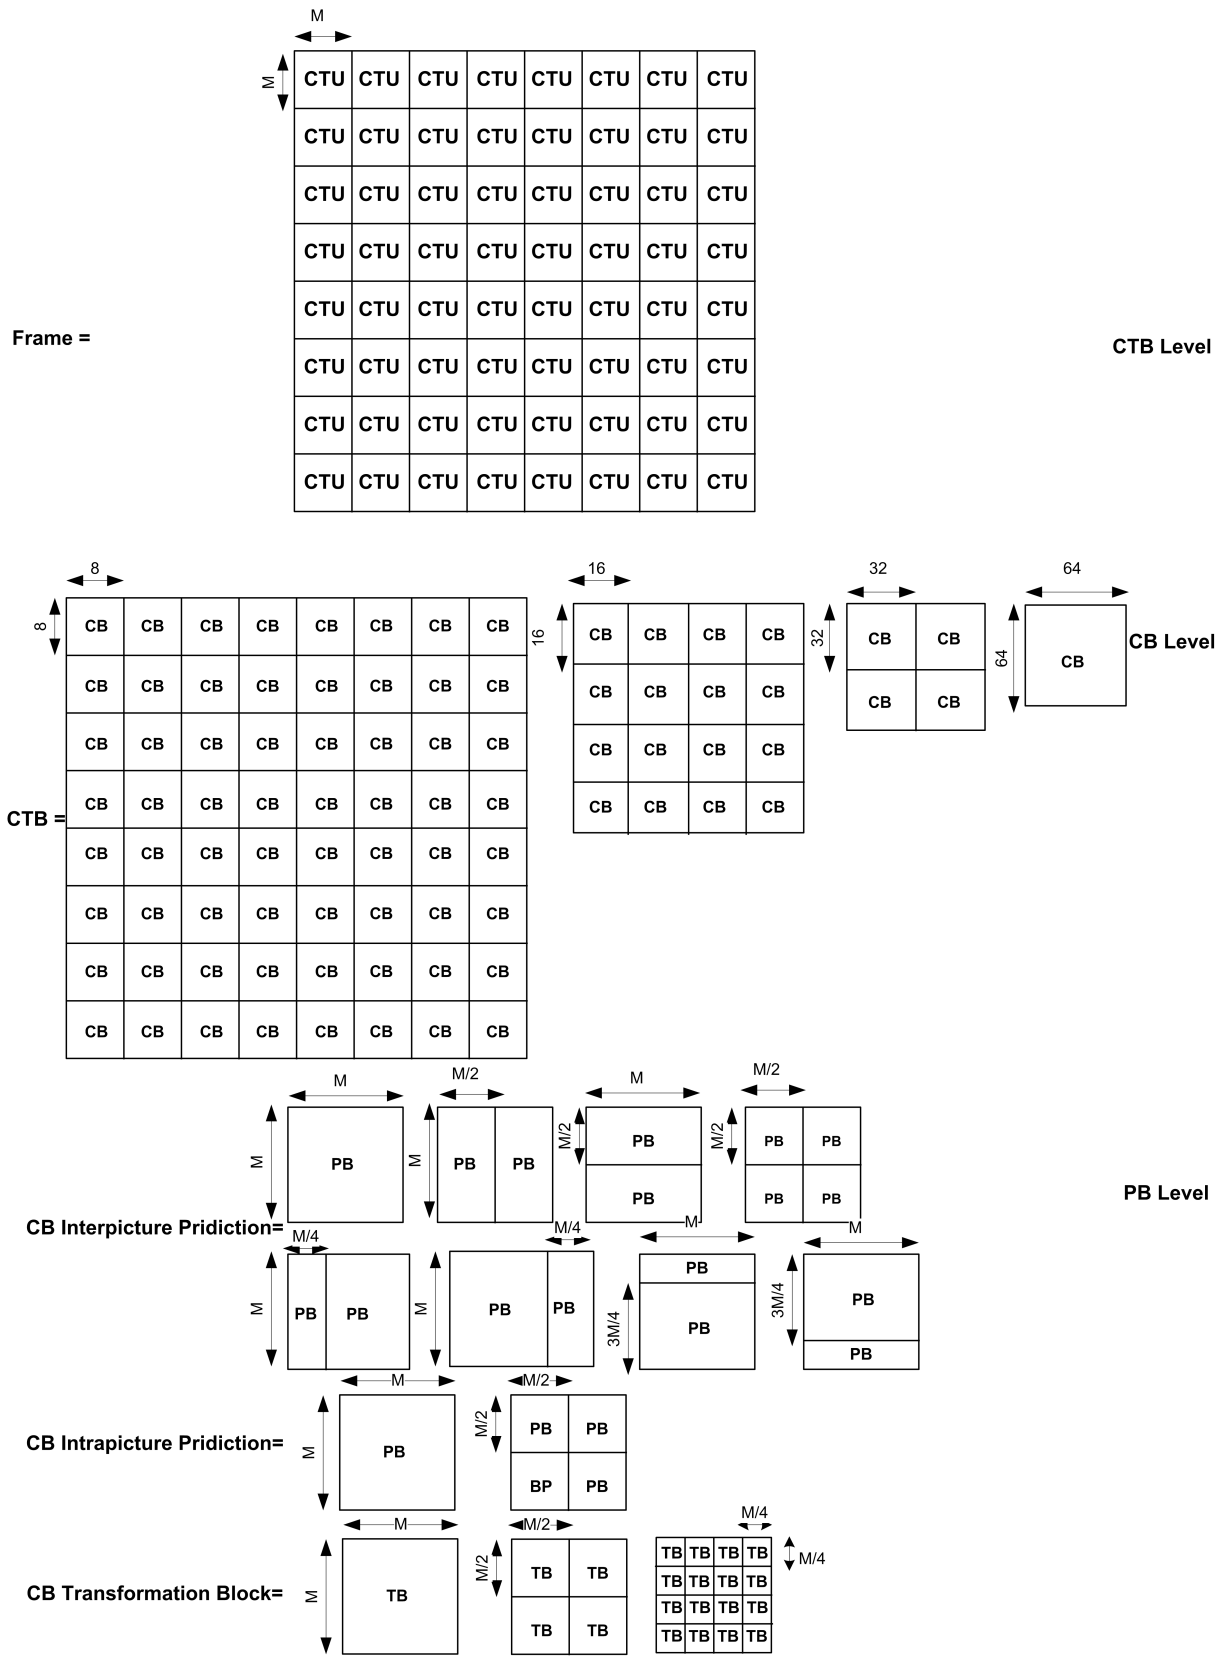 M
M
CTU CTU CTU CTU CTU CTU CTU CTU
CTU CTU CTU CTU CTU CTU CTU CTU
CTU CTU CTU CTU CTU CTU CTU CTU
CTU CTU CTU CTU CTU CTU CTU CTU
CTU CTU CTU CTU CTU CTU CTU CTU
CTU CTU CTU CTU CTU CTU CTU CTU
CTU CTU CTU CTU CTU CTU CTU CTU
CTU CTU CTU CTU CTU CTU CTU CTU
Frame =
CTB Level
8
8
CB CB CB CB CB CB CB CB
CB CB CB CB CB CB CB CB
CB CB CB CB CB CB CB CB
CB CB CB CB CB CB CB CB
CB CB CB CB CB CB CB CB
CB CB CB CB CB CB CB CB
CB CB CB CB CB CB CB CB
CB CB CB CB CB CB CB CB
CTB =
16
16
CB CB CB CB
CB CB CB CB
CB CB CB CB
CB CB CB CB
32
32
CB CB
CB CB
64
64
CB
CB Level
CB Interpicture Pridiction=
M
M
PB
M/2
M
PB PB
M
M/2
PB
PB
M/2
M/2
PB PB
PB PB
PB Level
M/4
M
PB PB
M/4
M
PB PB
M
3M/4
PB
PB
M
3M/4
PB
PB
CB Intrapicture Pridiction=
M
M
PB
M/2
M/2
PB PB
BP PB
CB Transformation Block=
M
M
TB
M/2
M/2
TB TB
TB TB
M/4
M/4
TB TB TB TB
TB TB TB TB
TB TB TB TB
TB TB TB TB